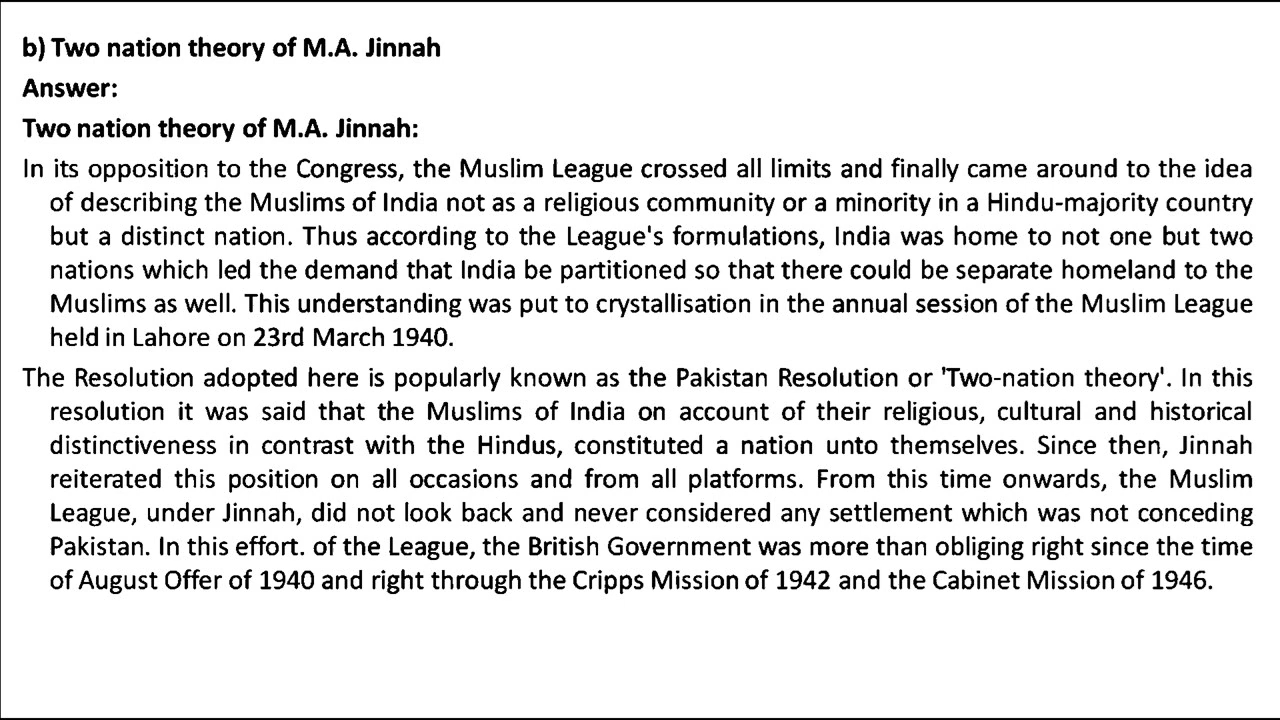 b) Two nation theory of M.A. Jinnah
Answer:
Two nation theory of M.A. Jinnah:
In its opposition to the Congress, the Muslim League crossed all limits and finally came around to the idea
of describing the Muslims of India not as a religious community or a minority in a Hindu-majority country
but a distinct nation. Thus according to the League's formulations, India was home to not one but two
nations which led the demand that India be partitioned so that there could be separate homeland to the
Muslims as well. This understanding was put to crystallisation in the annual session of the Muslim League
held in Lahore on 23rd March 1940.
The Resolution adopted here is popularly known as the Pakistan Resolution or 'Two-nation theory'. In this
resolution it was said that the Muslims of India on account of their religious, cultural and historical
distinctiveness in contrast with the Hindus, constituted a nation unto themselves. Since then, Jinnah
reiterated this position on all occasions and from all platforms. From this time onwards, the Muslim
League, under Jinnah, did not look back and never considered any settlement which was not conceding
Pakistan. In this effort. of the League, the British Government was more than obliging right since the time
of August Offer of 1940 and right through the Cripps Mission of 1942 and the Cabinet Mission of 1946.